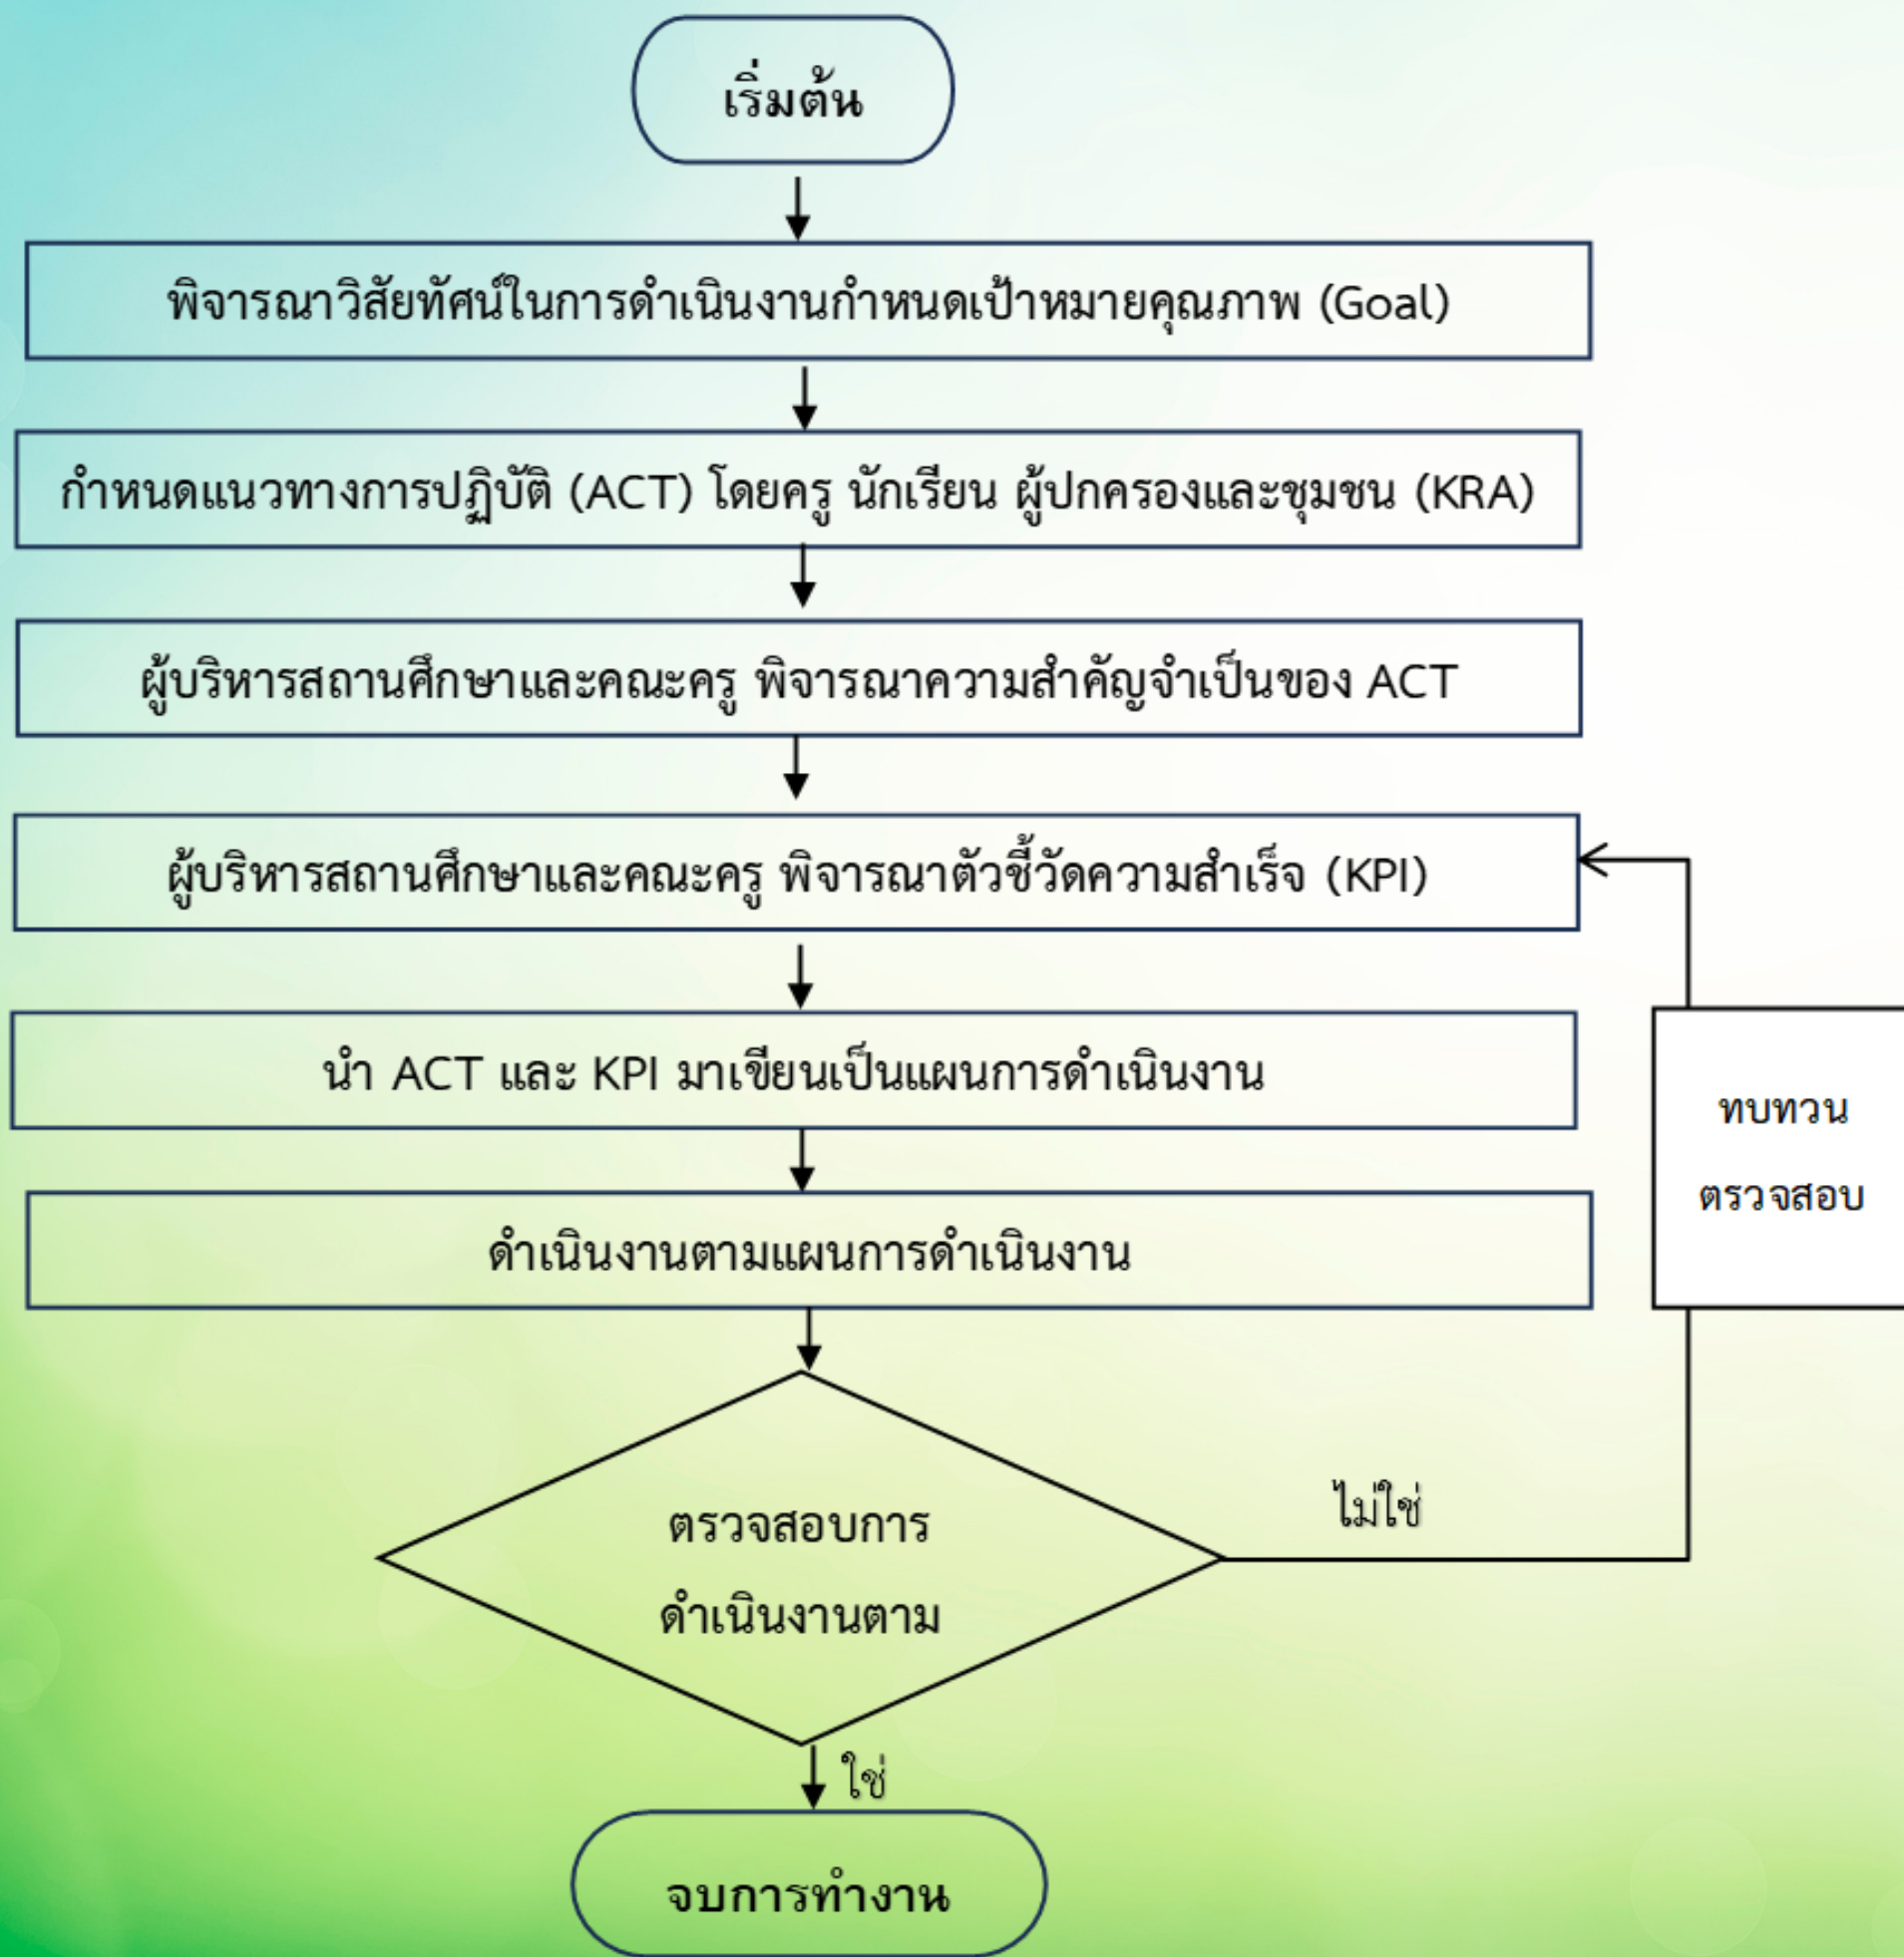 เริ่มต้น
พิจารณาวิสัยทัศน์ในการดำเนินงานกำหนดเป้าหมายคุณภาพ (Goal)
กำหนดแนวทางการปฏิบัติ (ACT) โดยครู นักเรียน ผู้ปกครองและชุมชน (KRA)
ผู้บริหารสถานศึกษาและคณะครู พิจารณาความสำคัญจำเป็นของ ACT
ผู้บริหารสถานศึกษาและคณะครู พิจารณาตัวชี้วัดความสำเร็จ (KPI)
นำ ACT และ KPI มาเขียนเป็นแผนการดำเนินงาน
ทบทวน
ตรวจสอบ
ดำเนินงานตามแผนการดำเนินงาน
ตรวจสอบการ
ดำเนินงานตาม
ไม่ใช่
ใช่
จบการทำงาน